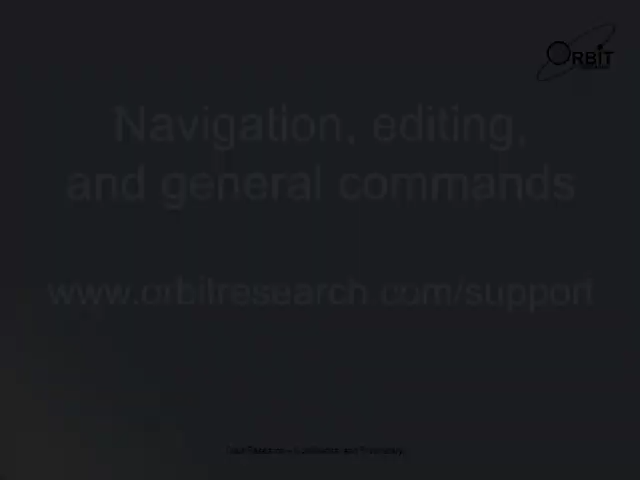 ORBIT
Navigation, editing,
and general commands
www.orbitresearch.com/support